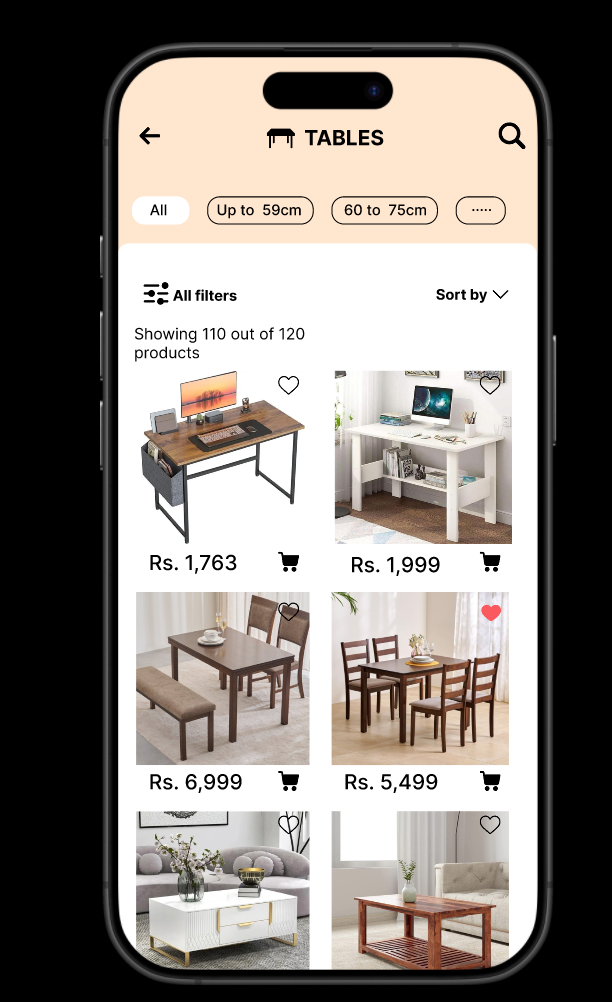 TABLES
All
Up to 59cm
60 to 75cm
.....
All filters
Sort by
Showing 110 out of 120
products
Rs. 1,763
Rs. 1,999
Rs. 6,999
Rs. 5,499